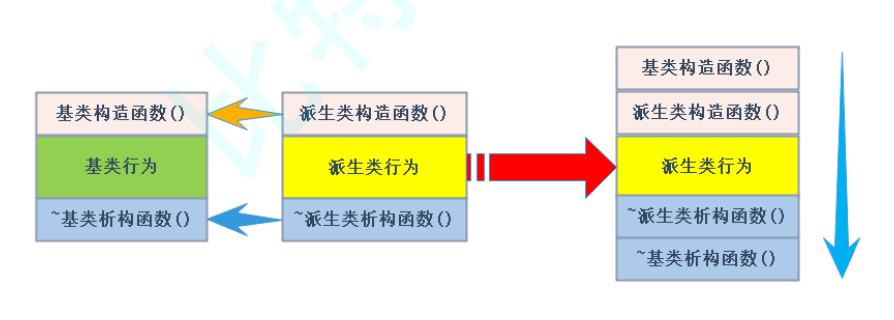 比特
基类构造函数()
基类行为
~基类析构函数()
派生类构造函数()
派生类行为
~派生类析构函数()
基类构造函数()
派生类构造函数()
派生类行为
~派生类析构函数()
~基类析构函数()